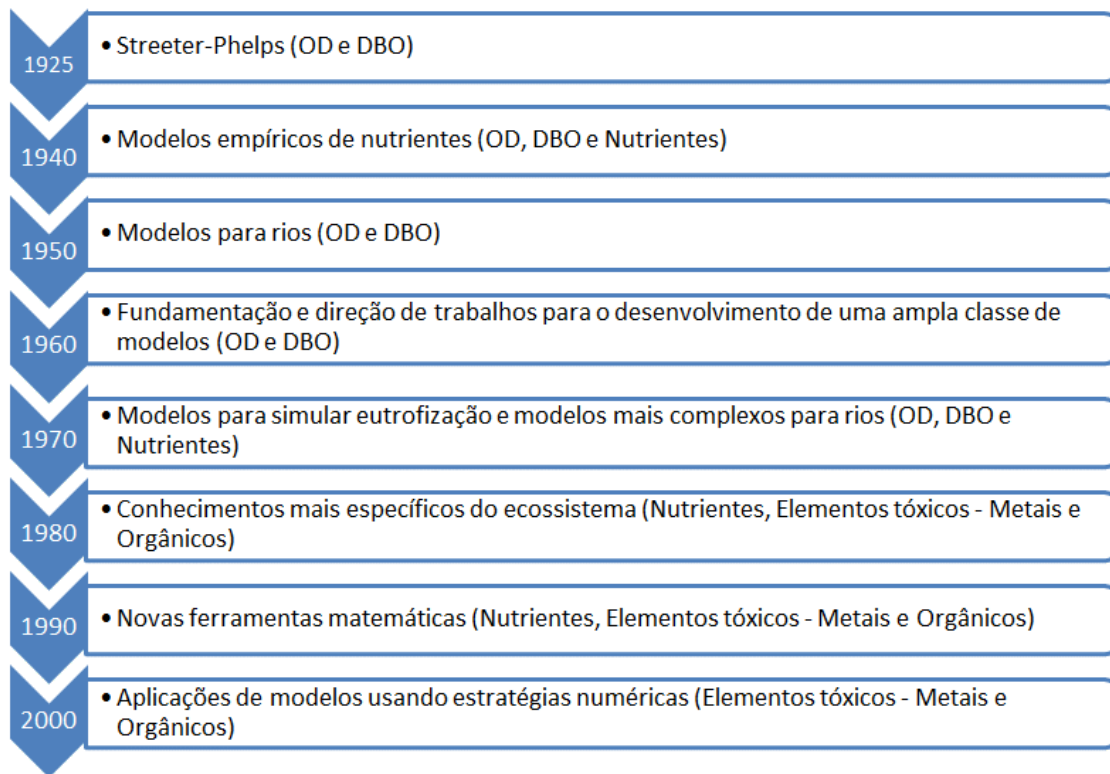 1925
• Streeter-Phelps (OD e DBO)
1940
• Modelos empíricos de nutrientes (OD, DBO e Nutrientes)
1950
• Modelos para rios (OD e DBO)
1960
• Fundamentação e direção de trabalhos para o desenvolvimento de uma ampla classe de
modelos (OD e DBO)
1970
• Modelos para simular eutrofização e modelos mais complexos para rios (OD, DBO e
Nutrientes)
1980
• Conhecimentos mais específicos do ecossistema (Nutrientes, Elementos tóxicos - Metais e
Orgânicos)
1990
• Novas ferramentas matemáticas (Nutrientes, Elementos tóxicos - Metais e Orgânicos)
2000
• Aplicações de modelos usando estratégias numéricas (Elementos tóxicos - Metais e
Orgânicos)